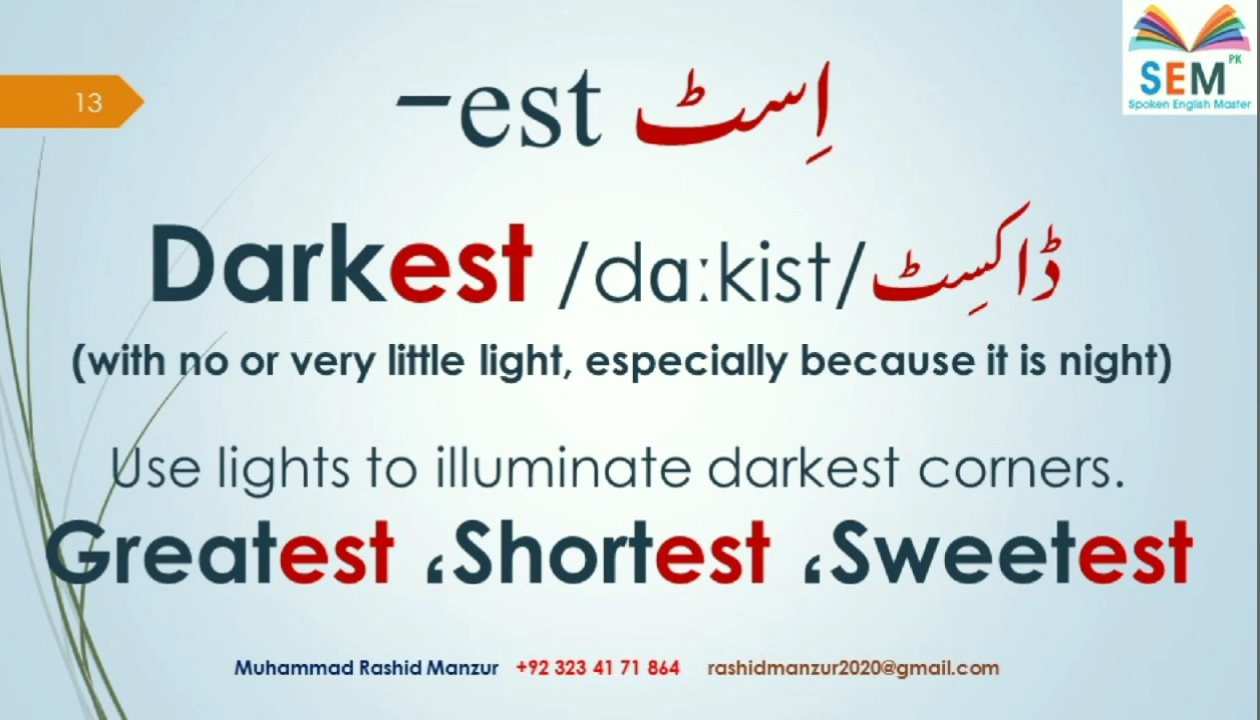 13
PK
SEM
Spoken English Master
–est اِسٹ
Darkest /daːkist/ ڈاکِسٹ
(with no or very little light, especially because it is night)
Use lights to illuminate darkest corners.
Greatest ،Shortest ،Sweetest
Muhammad Rashid Manzur +92 323 41 71 864 rashidmanzur2020@gmail.com